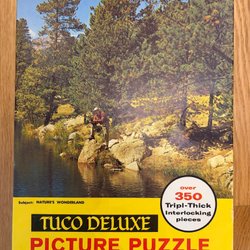 Subject: NATURE'S WONDERLAND
over
350
Tripl-Thick
Interlocking
pieces
TUCO DELUXE
PICTURE PUZZLE